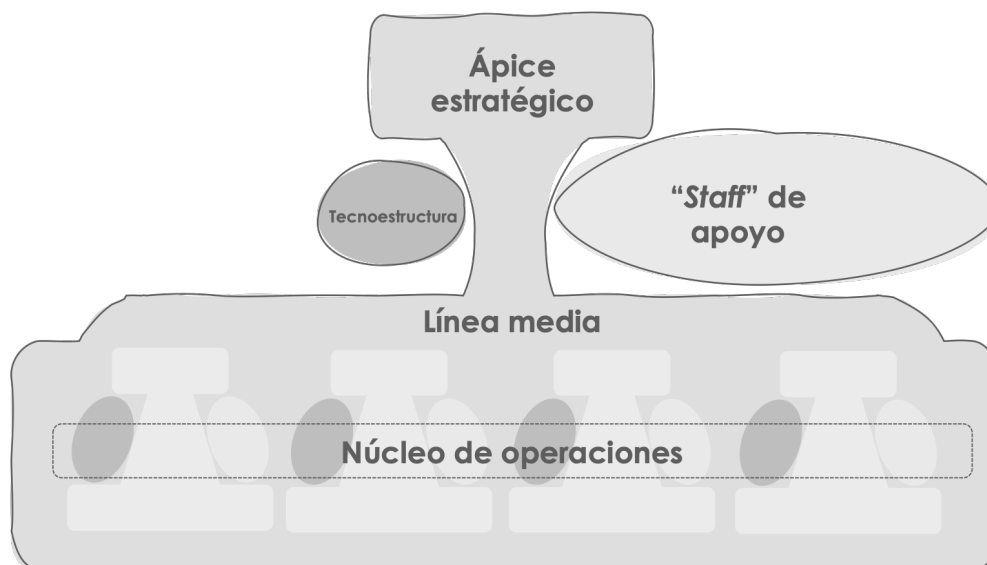 Ápice
estratégico
Tecnoestructura
“Staff” de
apoyo
Línea media
Núcleo de operaciones